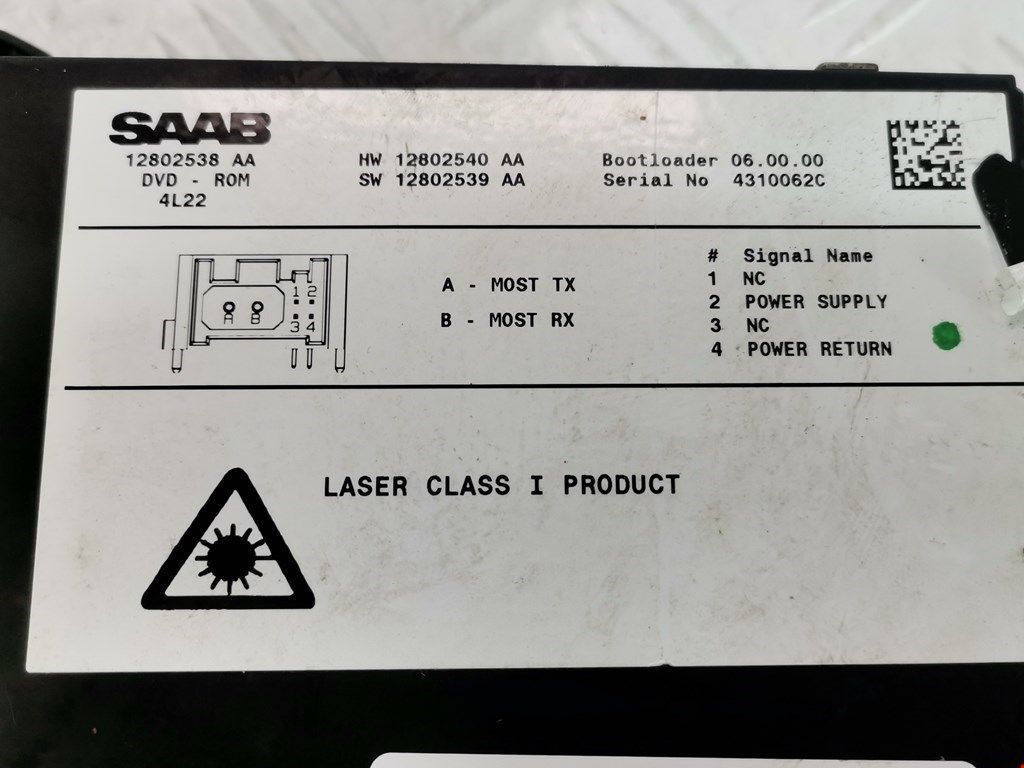 SAAB
12802538 AA
DVD - ROM
4L22
HW 12802540 AA
SW 12802539 AA
Bootloader 06.00.00
Serial No 4310062C
1 2
A B
3 4
A - MOST TX
B - MOST RX
# Signal Name
1 NC
2 POWER SUPPLY
3 NC
4 POWER RETURN
LASER CLASS I PRODUCT